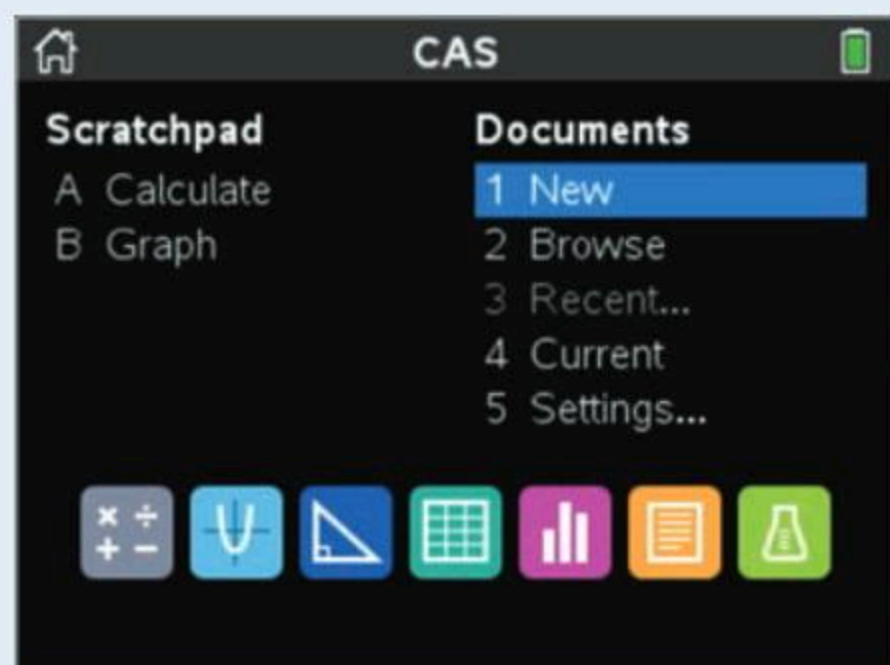 CAS
Scratchpad
A Calculate
B Graph
Documents
1 New
2 Browse
3 Recent...
4 Current
5 Settings...